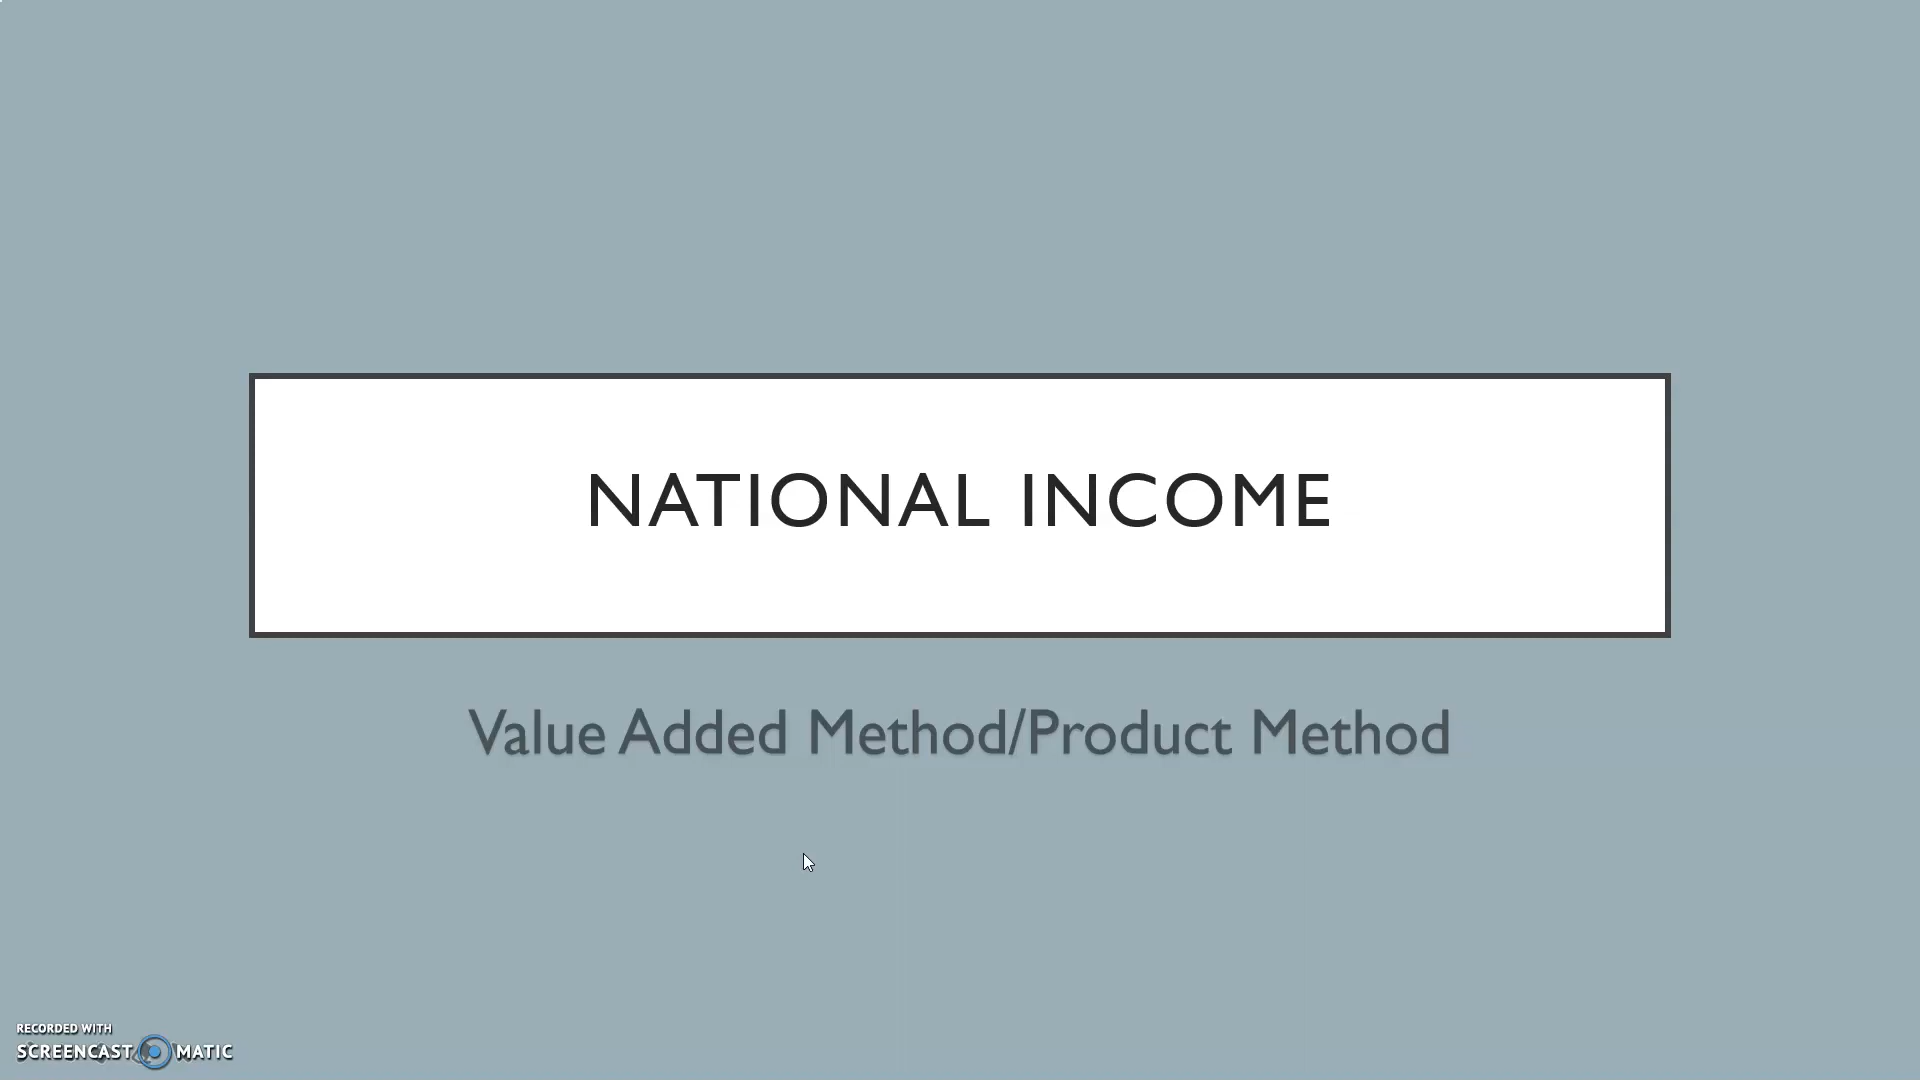 NATIONAL INCOME
Value Added Method/Product Method
RECORDED WITH
SCREENCAST MATIC